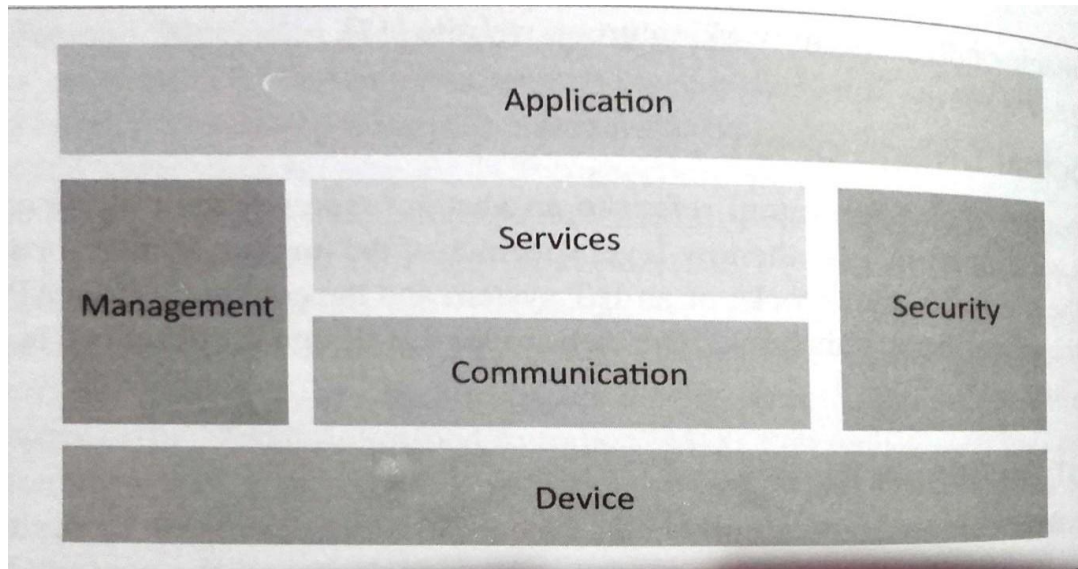 Application
Services
Management
Security
Communication
Device